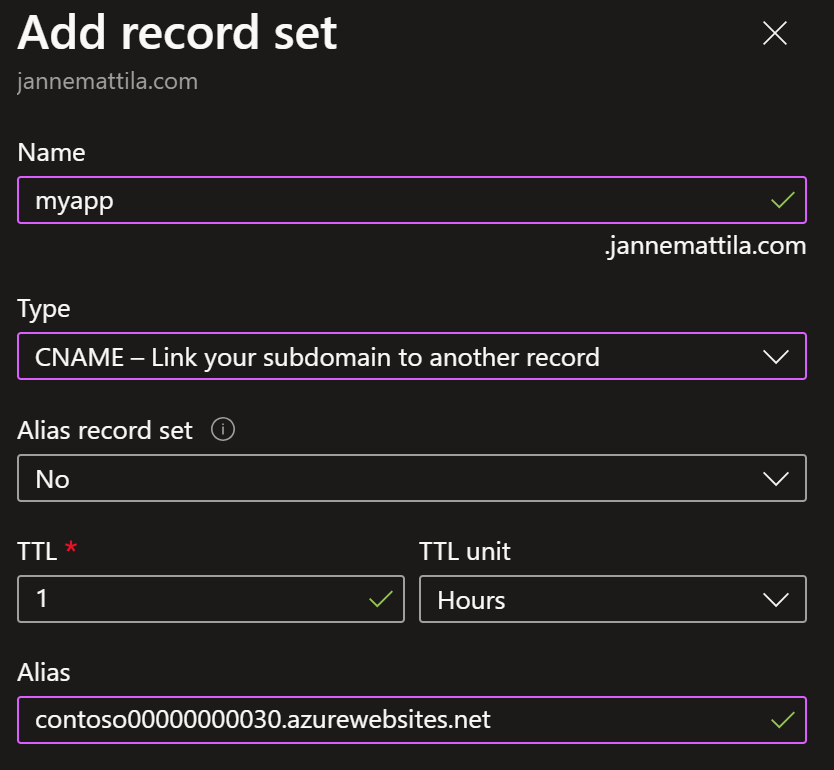 Add record set
jannemattila.com
Name
myapp
.jannemattila.com
Type
CNAME – Link your subdomain to another record
Alias record set
No
TTL *
TTL unit
1
Hours
Alias
contoso00000000030.azurewebsites.net